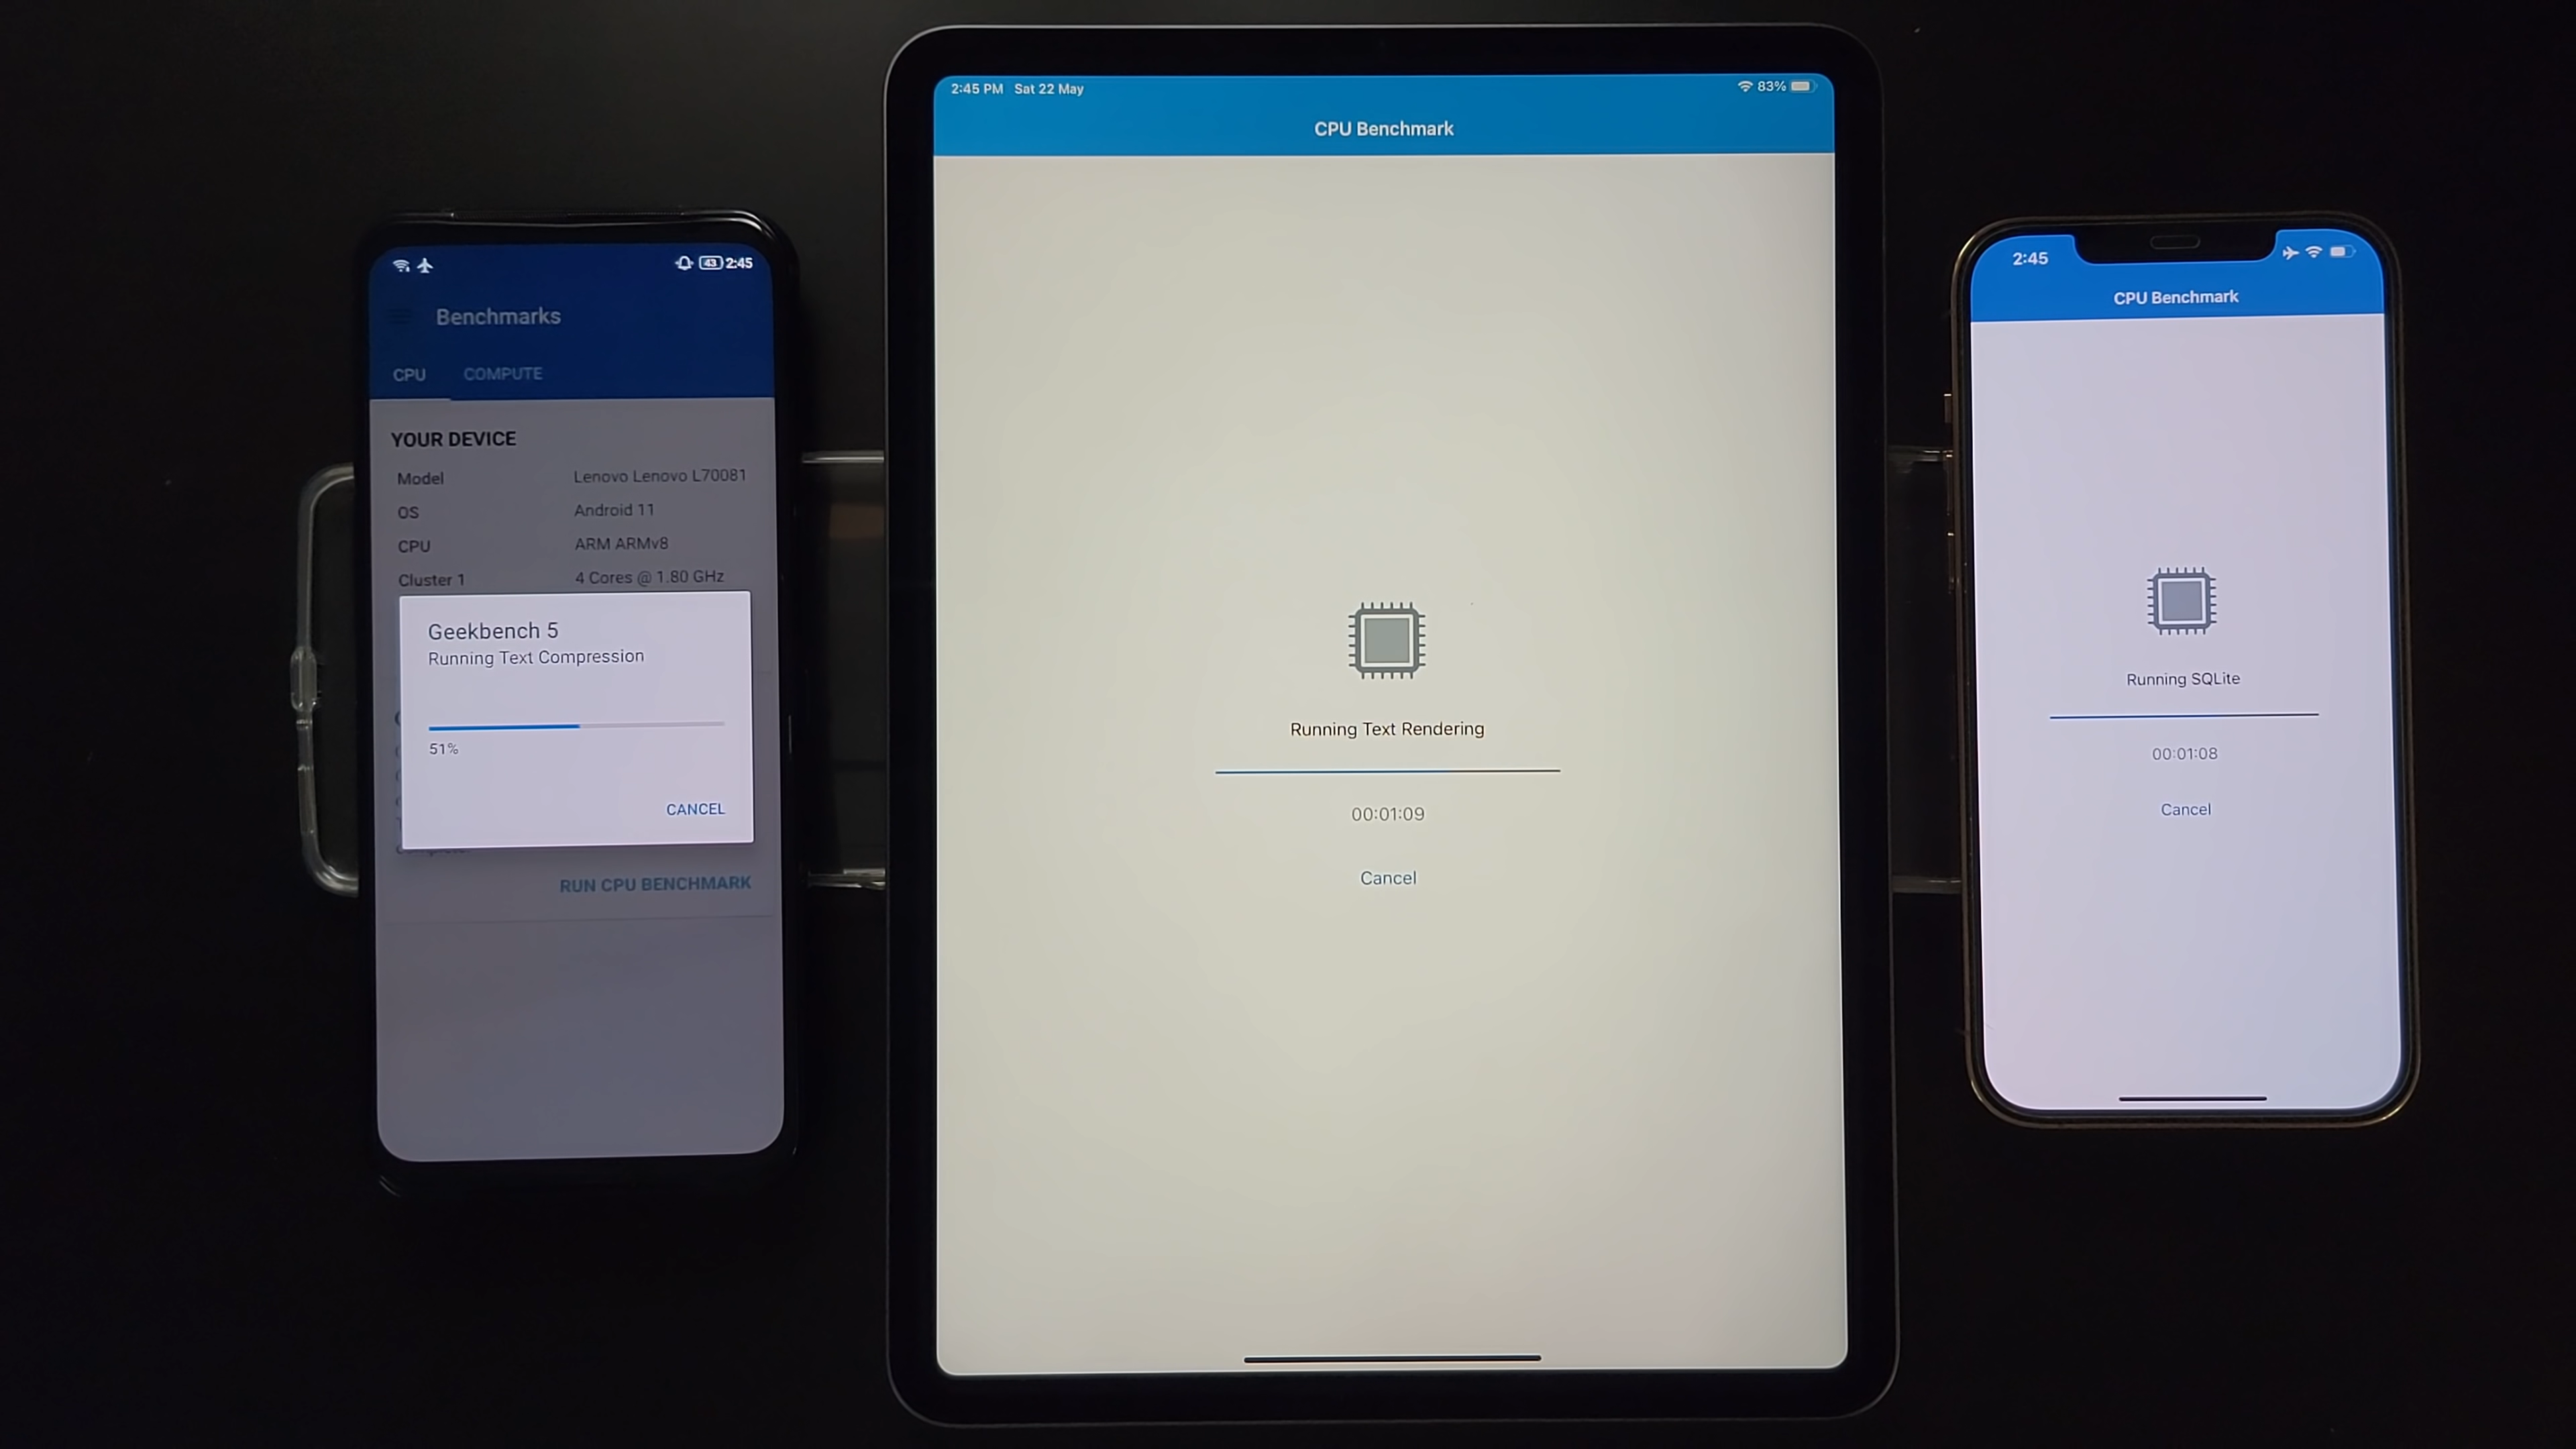 43 2:45
Benchmarks
CPU COMPUTE
YOUR DEVICE
Model Lenovo Lenovo L70081
OS Android 11
CPU ARM ARMv8
Cluster 1 4 Cores @ 1.80 GHz
Geekbench 5
Running Text Compression
51%
CANCEL
RUN CPU BENCHMARK
2:45 PM Sat 22 May 83%
CPU Benchmark
Running Text Rendering
00:01:09
Cancel
2:45
CPU Benchmark
Running SQLite
00:01:08
Cancel